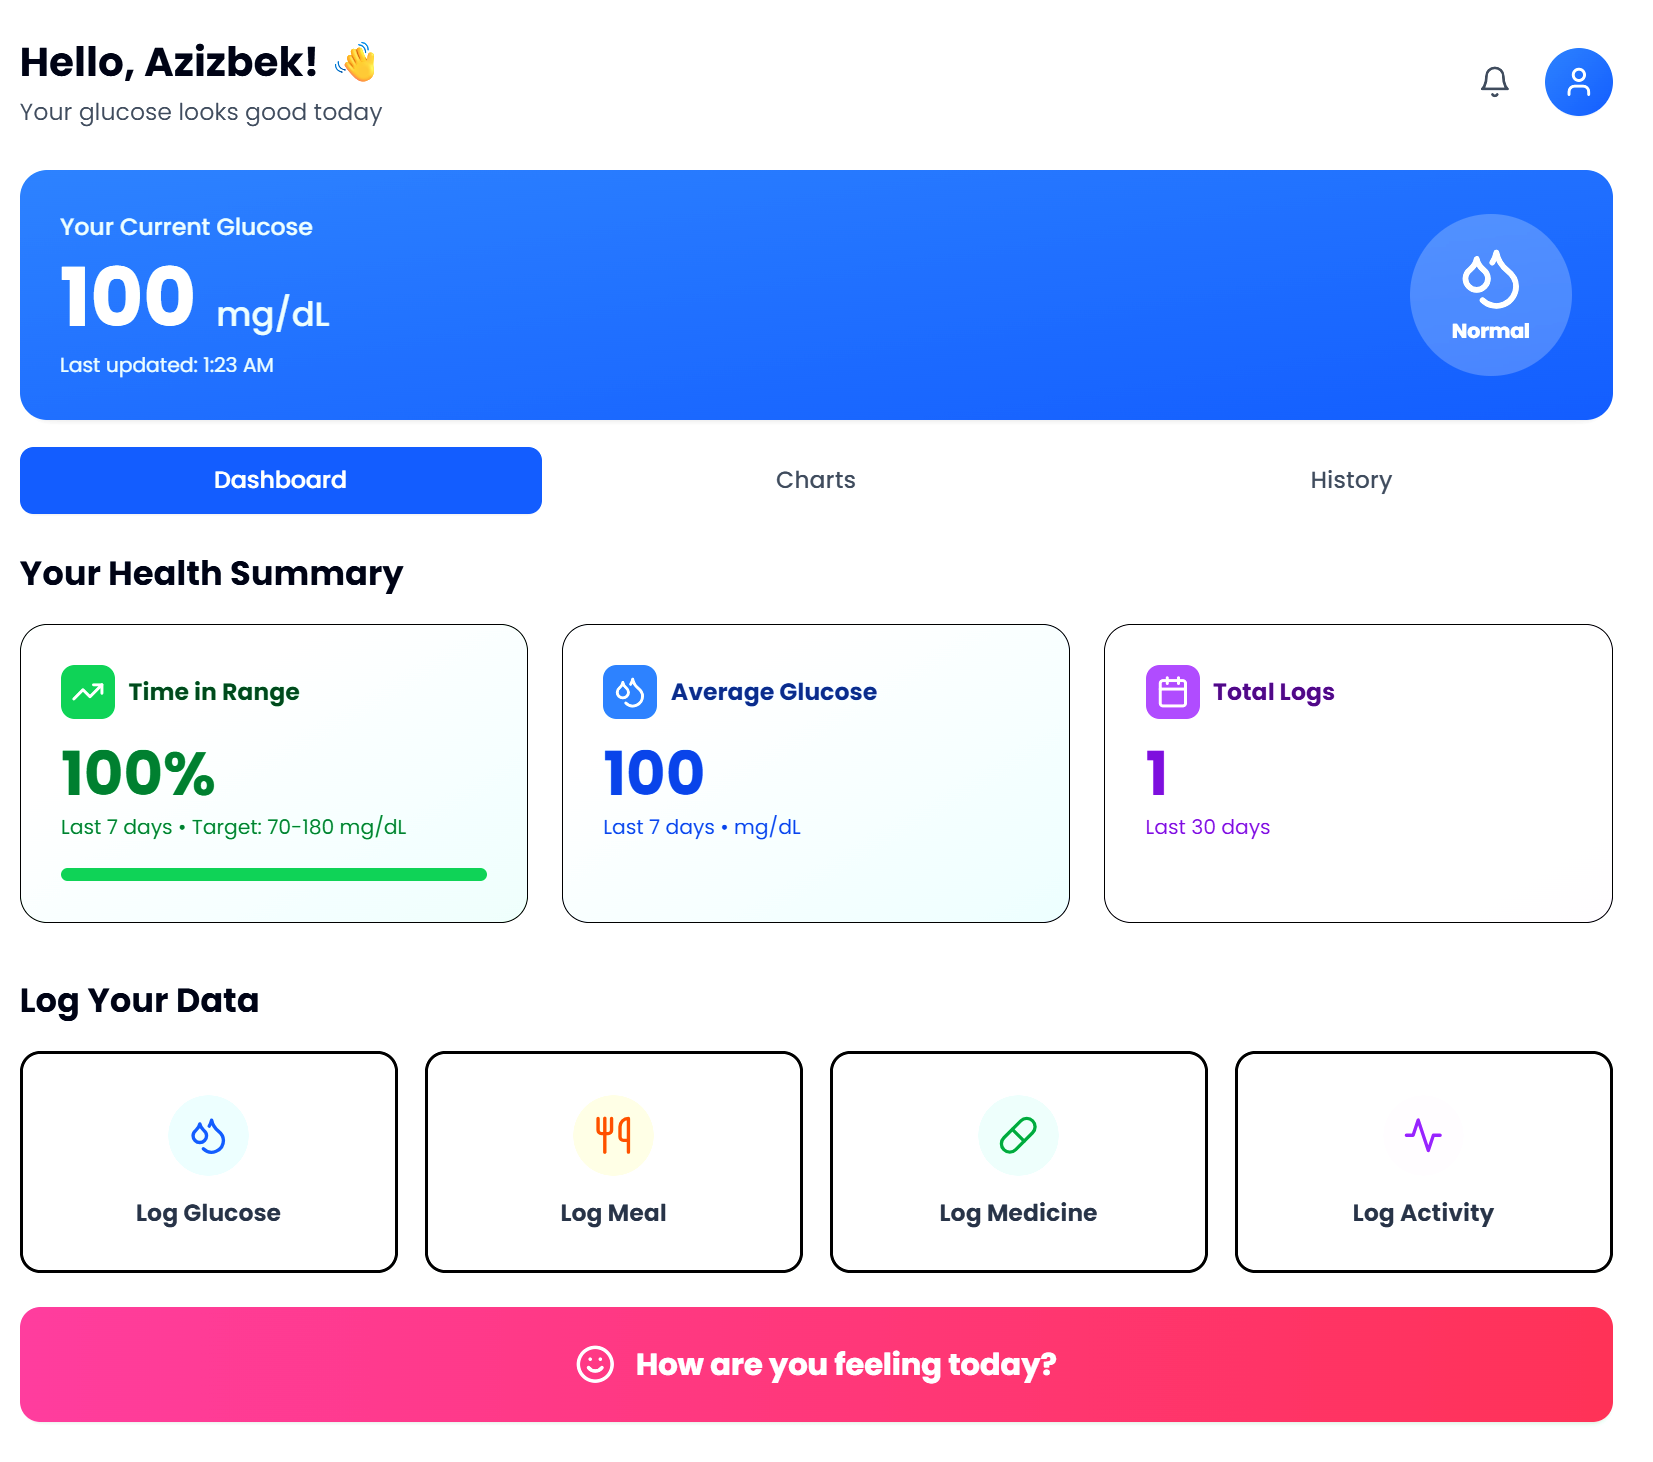 Hello, Azizbek! 👋
Your glucose looks good today
Your Current Glucose
100 mg/dL
Last updated: 1:23 AM
Normal
Dashboard
Charts
History
Your Health Summary
Time in Range
100%
Last 7 days • Target: 70-180 mg/dL
Average Glucose
100
Last 7 days • mg/dL
Total Logs
1
Last 30 days
Log Your Data
Log Glucose
Log Meal
Log Medicine
Log Activity
How are you feeling today?